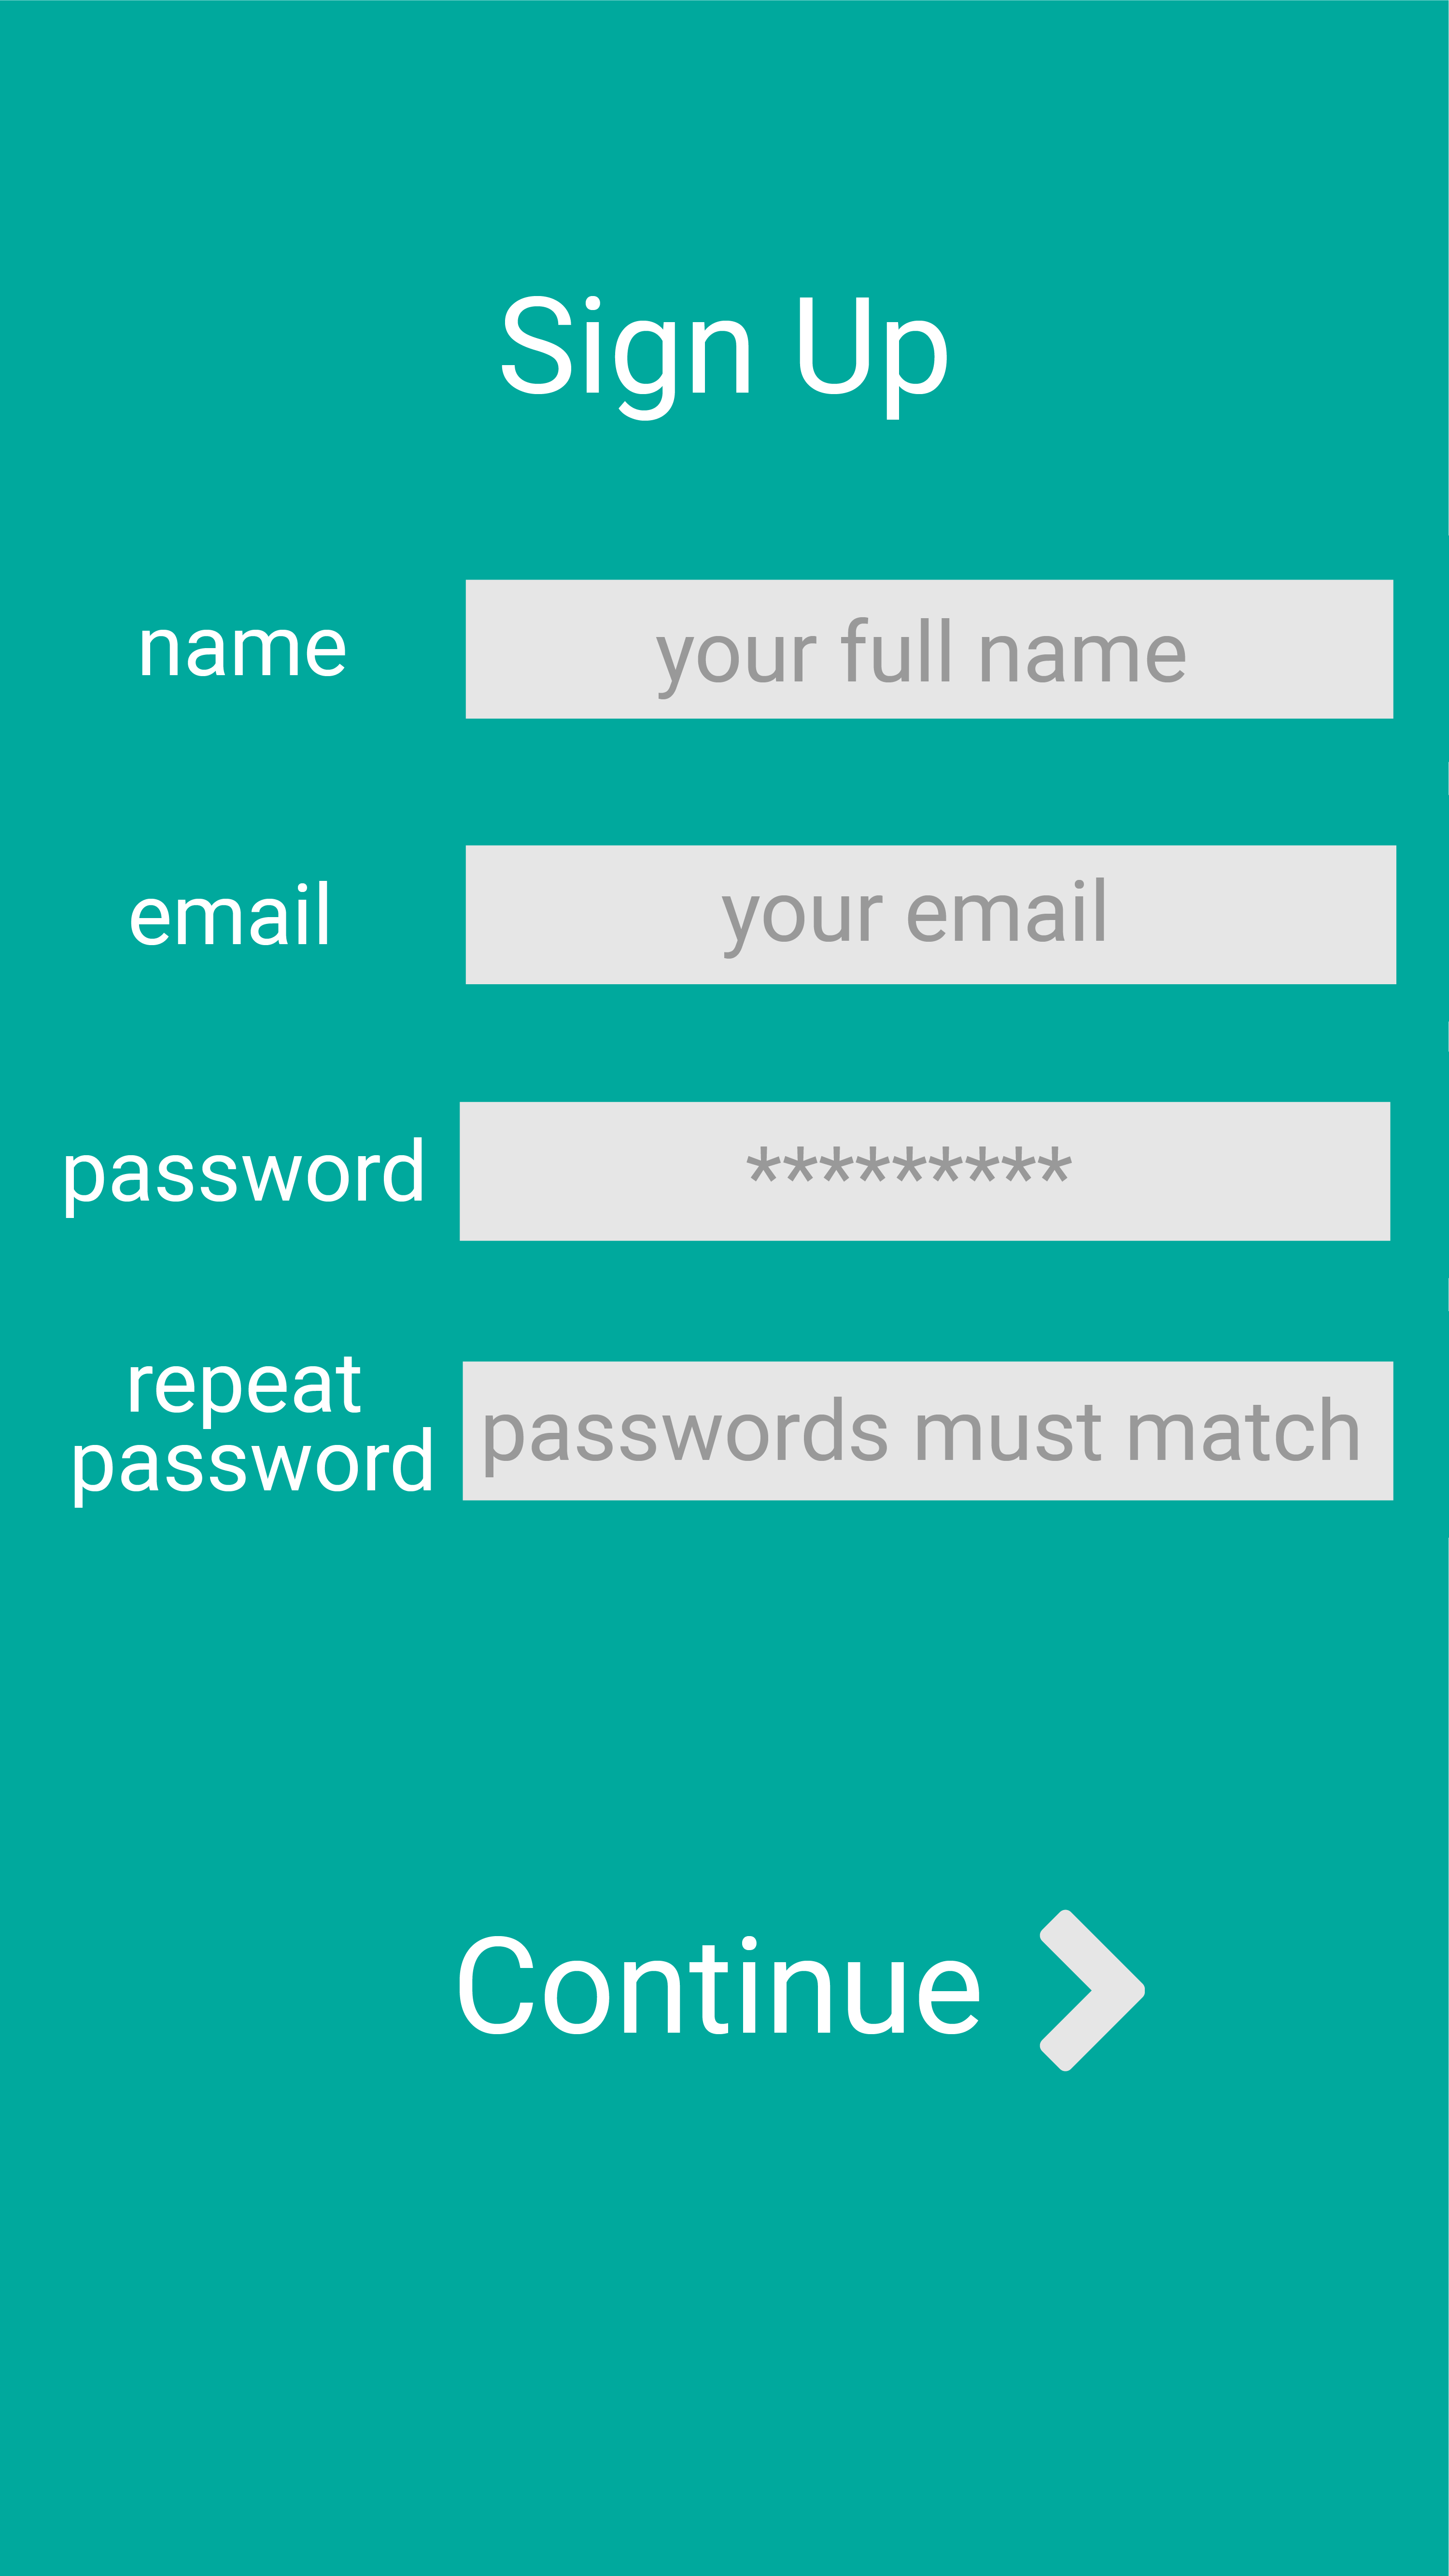 Sign Up
name
your full name
email
your email
password
*********
repeat
password
passwords must match
Continue